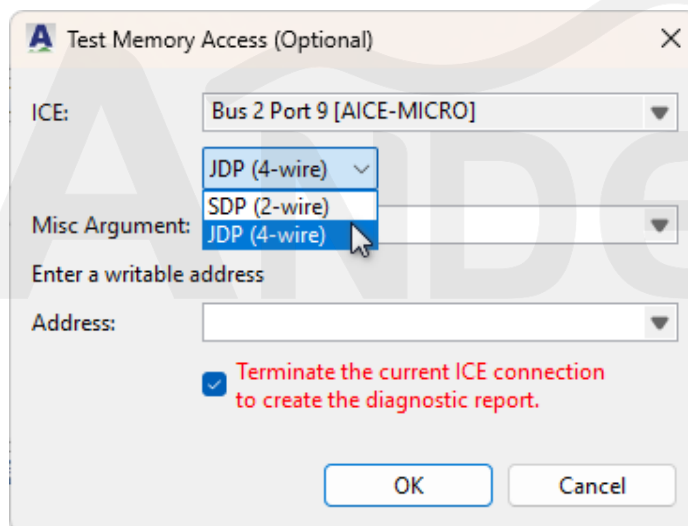 Test Memory Access (Optional)
ICE:
Bus 2 Port 9 [AICE-MICRO]
JDP (4-wire)
SDP (2-wire)
JDP (4-wire)
Misc Argument:
Enter a writable address
Address:
Terminate the current ICE connection
to create the diagnostic report.
OK
Cancel